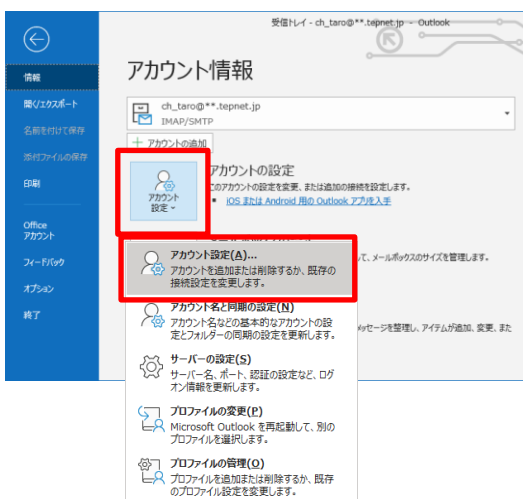 受信トレイ - ch_taro@**.tepnet.jp - Outlook
アカウント情報
情報
開く/エクスポート
名前を付けて保存
添付ファイルの保存
印刷
Office
アカウント
フィードバック
オプション
終了
ch_taro@**.tepnet.jp
IMAP/SMTP
アカウントの追加
アカウント
設定
アカウントの設定
このアカウントの設定を変更、または追加の接続を設定します。
iOS または Android 用の Outlook アプリを入手
て、メールボックスのサイズを管理します。
アカウント設定(A)...
アカウントを追加または削除するか、既存の
接続設定を変更します。
アカウント名と同期の設定(N)
アカウント名などの基本的なアカウントの設
定とフォルダーの同期の設定を更新します。
メッセージを整理し、アイテムが追加、変更、また
サーバーの設定(S)
サーバー名、ポート、認証の設定など、ログ
オン情報を更新します。
プロファイルの変更(P)
Microsoft Outlook を再起動して、別の
プロファイルを選択します。
プロファイルの管理(O)
プロファイルを追加または削除するか、既存
のプロファイル設定を変更します。